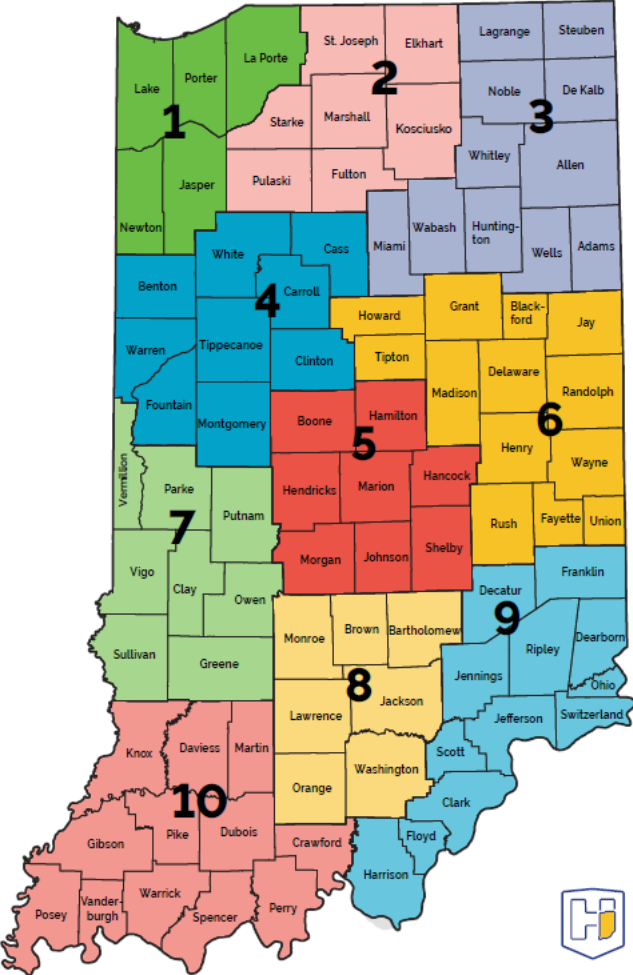 Lagrange
Steuben
St. Joseph
Elkhart
La Porte
Porter
Lake
2
Noble
De Kalb
Starke
Marshall
Kosciusko
3
1
Whitley
Allen
Pulaski
Fulton
Jasper
Newton
Miami
Wabash
Hunting-
ton
Wells
Adams
White
Cass
Benton
Carroll
4
Howard
Grant
Black-
ford
Jay
Warren
Tippecanoe
Clinton
Tipton
Delaware
Madison
Randolph
Fountain
Montgomery
Boone
Hamilton
5
6
Henry
Wayne
Vermillion
Parke
Putnam
Hendricks
Marion
Hancock
7
Rush
Fayette
Union
Vigo
Clay
Owen
Morgan
Johnson
Shelby
Decatur
Franklin
9
Monroe
Brown
Bartholomew
Ripley
Dearborn
Sullivan
Greene
Jennings
Ohio
8
Jackson
Lawrence
Jefferson
Switzerland
Knox
Daviess
Martin
Scott
Washington
Orange
Clark
10
Gibson
Pike
Dubois
Crawford
Floyd
Harrison
Posey
Vander-
burgh
Warrick
Spencer
Perry